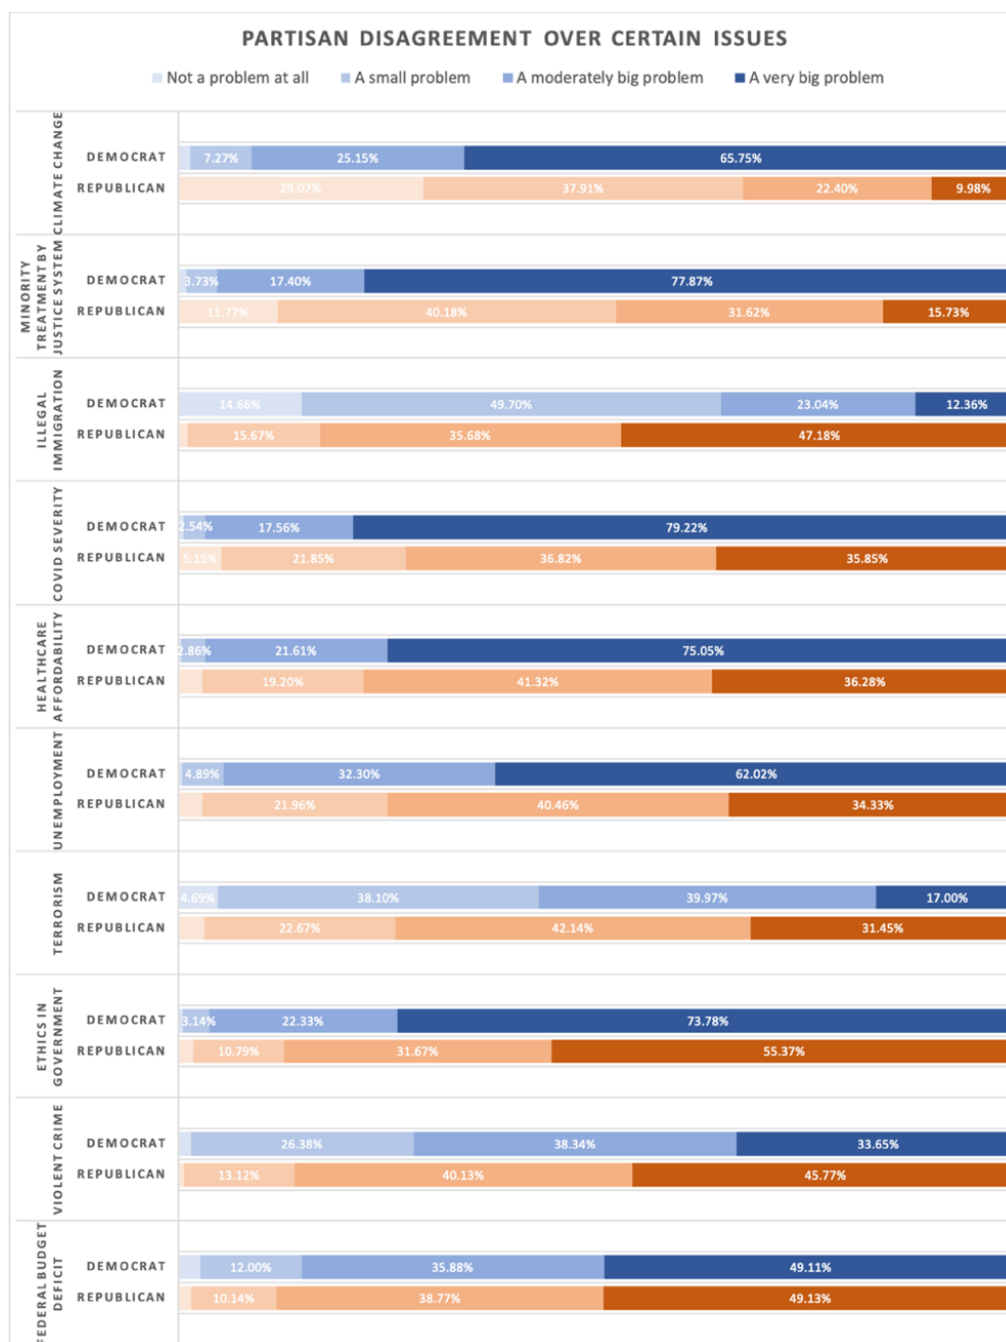 PARTISAN DISAGREEMENT OVER CERTAIN ISSUES
Not a problem at all A small problem A moderately big problem A very big problem
CLIMATE CHANGE
DEMOCRAT 7.27% 25.15% 65.75%
REPUBLICAN 29.07% 37.91% 22.40% 9.98%
MINORITY
TREATMENT BY
JUSTICE SYSTEM
DEMOCRAT 3.73% 17.40% 77.87%
REPUBLICAN 11.77% 40.18% 31.62% 15.73%
ILLEGAL
IMMIGRATION
DEMOCRAT 14.66% 49.70% 23.04% 12.36%
REPUBLICAN 15.67% 35.68% 47.18%
COVID SEVERITY
DEMOCRAT 2.54% 17.56% 79.22%
REPUBLICAN 5.15% 21.85% 36.82% 35.85%
HEALTHCARE
AFFORDABILITY
DEMOCRAT 2.86% 21.61% 75.05%
REPUBLICAN 19.20% 41.32% 36.28%
UNEMPLOYMENT
DEMOCRAT 4.89% 32.30% 62.02%
REPUBLICAN 21.96% 40.46% 34.33%
TERRORISM
DEMOCRAT 4.69% 38.10% 39.97% 17.00%
REPUBLICAN 22.67% 42.14% 31.45%
ETHICS IN
GOVERNMENT
DEMOCRAT 3.14% 22.33% 73.78%
REPUBLICAN 10.79% 31.67% 55.37%
VIOLENT CRIME
DEMOCRAT 26.38% 38.34% 33.65%
REPUBLICAN 13.12% 40.13% 45.77%
FEDERAL BUDGET
DEFICIT
DEMOCRAT 12.00% 35.88% 49.11%
REPUBLICAN 10.14% 38.77% 49.13%